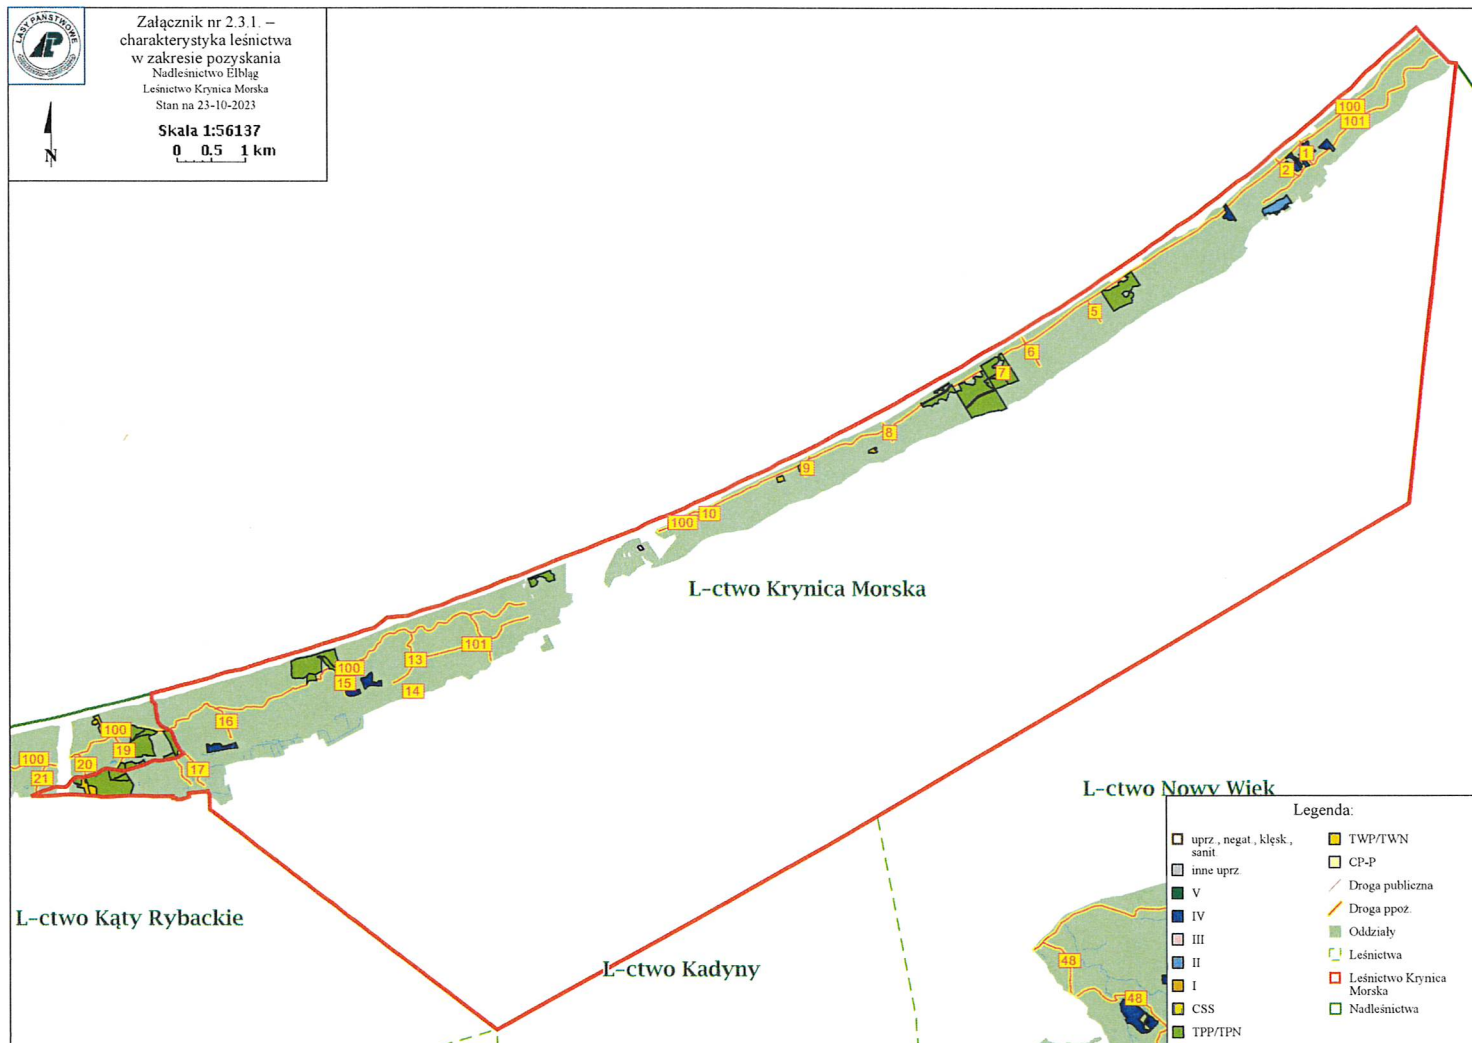 LASY PAŃSTWOWE
Załącznik nr 2.3.1. –
charakterystyka leśnictwa
w zakresie pozyskania
Nadleśnictwo Elbląg
Leśnictwo Krynica Morska
Stan na 23-10-2023
Skala 1:56137
0 0.5 1 km
N
100
101
1
2
5
6
7
8
9
10
100
L-ctwo Krynica Morska
101
13
100
15
14
16
100
19
100
20
17
21
L-ctwo Nowy Wiek
L-ctwo Kąty Rybackie
L-ctwo Kadyny
48
48
Legenda:
uprz., negat., klęsk.,
sanit
inne uprz.
V
IV
III
II
I
CSS
TPP/TPN
TWP/TWN
CP-P
Droga publiczna
Droga ppoż.
Oddziały
Leśnictwa
Leśnictwo Krynica
Morska
Nadleśnictwa